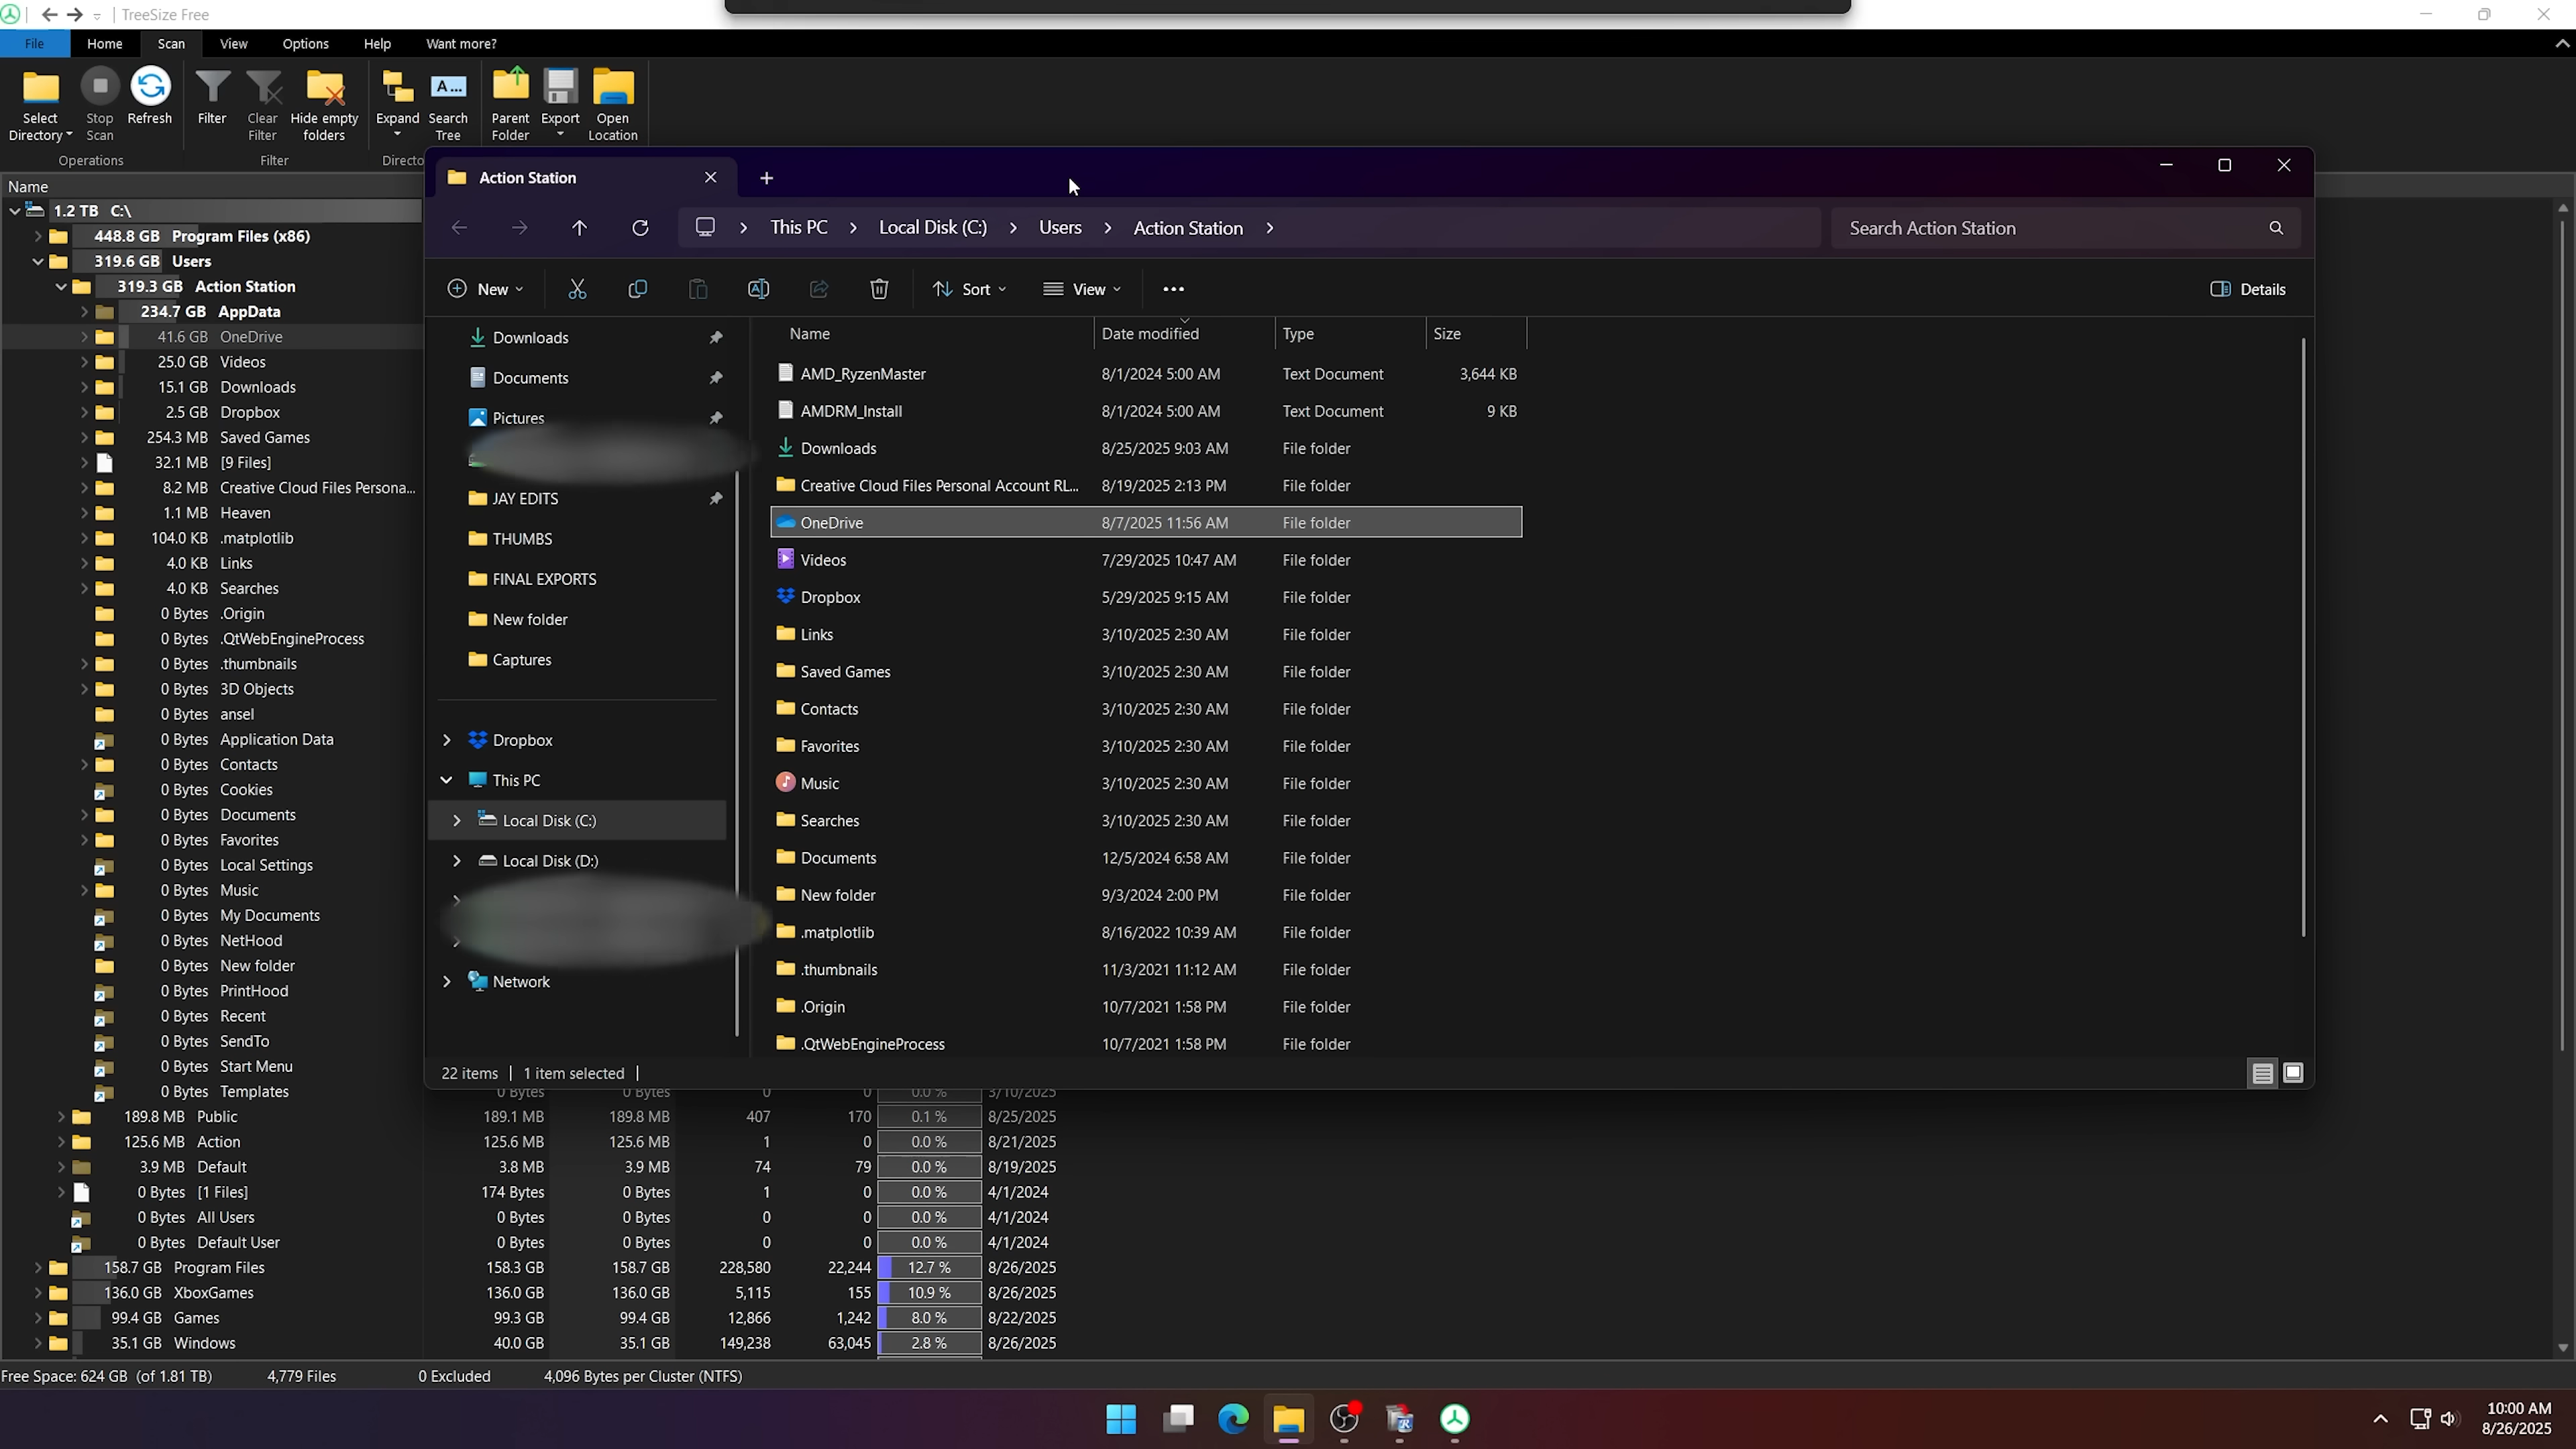 TreeSize Free
File Home Scan View Options Help Want more?
Select Directory Stop Scan Refresh Filter Clear Filter Hide empty folders Expand Search Tree Parent Folder Export Open Location
A...
Operations Filter Directo
Name
1.2 TB C:\
448.8 GB Program Files (x86)
319.6 GB Users
319.3 GB Action Station
234.7 GB AppData
41.6 GB OneDrive
25.0 GB Videos
15.1 GB Downloads
2.5 GB Dropbox
254.3 MB Saved Games
32.1 MB [9 Files]
8.2 MB Creative Cloud Files Persona...
1.1 MB Heaven
104.0 KB .matplotlib
4.0 KB Links
4.0 KB Searches
0 Bytes .Origin
0 Bytes .QtWebEngineProcess
0 Bytes .thumbnails
0 Bytes 3D Objects
0 Bytes ansel
0 Bytes Application Data
0 Bytes Contacts
0 Bytes Cookies
0 Bytes Documents
0 Bytes Favorites
0 Bytes Local Settings
0 Bytes Music
0 Bytes My Documents
0 Bytes NetHood
0 Bytes New folder
0 Bytes PrintHood
0 Bytes Recent
0 Bytes SendTo
0 Bytes Start Menu
0 Bytes Templates 0 Bytes 0 Bytes 0 0 0.0 % 3/10/2025
189.8 MB Public 189.1 MB 189.8 MB 407 170 0.1 % 8/25/2025
125.6 MB Action 125.6 MB 125.6 MB 1 0 0.0 % 8/21/2025
3.9 MB Default 3.8 MB 3.9 MB 74 79 0.0 % 8/19/2025
0 Bytes [1 Files] 174 Bytes 0 Bytes 1 0 0.0 % 4/1/2024
0 Bytes All Users 0 Bytes 0 Bytes 0 0 0.0 % 4/1/2024
0 Bytes Default User 0 Bytes 0 Bytes 0 0 0.0 % 4/1/2024
158.7 GB Program Files 158.3 GB 158.7 GB 228,580 22,244 12.7 % 8/26/2025
136.0 GB XboxGames 136.0 GB 136.0 GB 5,115 155 10.9 % 8/26/2025
99.4 GB Games 99.3 GB 99.4 GB 12,866 1,242 8.0 % 8/22/2025
35.1 GB Windows 40.0 GB 35.1 GB 149,238 63,045 2.8 % 8/26/2025
Free Space: 624 GB (of 1.81 TB) 4,779 Files 0 Excluded 4,096 Bytes per Cluster (NTFS)
Action Station
This PC Local Disk (C:) Users Action Station
Search Action Station
New Sort View Details
Downloads
Documents
Pictures
JAY EDITS
THUMBS
FINAL EXPORTS
New folder
Captures
Dropbox
This PC
Local Disk (C:)
Local Disk (D:)
Network
Name Date modified Type Size
AMD_RyzenMaster 8/1/2024 5:00 AM Text Document 3,644 KB
AMDRM_Install 8/1/2024 5:00 AM Text Document 9 KB
Downloads 8/25/2025 9:03 AM File folder
Creative Cloud Files Personal Account RL... 8/19/2025 2:13 PM File folder
OneDrive 8/7/2025 11:56 AM File folder
Videos 7/29/2025 10:47 AM File folder
Dropbox 5/29/2025 9:15 AM File folder
Links 3/10/2025 2:30 AM File folder
Saved Games 3/10/2025 2:30 AM File folder
Contacts 3/10/2025 2:30 AM File folder
Favorites 3/10/2025 2:30 AM File folder
Music 3/10/2025 2:30 AM File folder
Searches 3/10/2025 2:30 AM File folder
Documents 12/5/2024 6:58 AM File folder
New folder 9/3/2024 2:00 PM File folder
.matplotlib 8/16/2022 10:39 AM File folder
.thumbnails 11/3/2021 11:12 AM File folder
.Origin 10/7/2021 1:58 PM File folder
.QtWebEngineProcess 10/7/2021 1:58 PM File folder
22 items 1 item selected
10:00 AM
8/26/2025